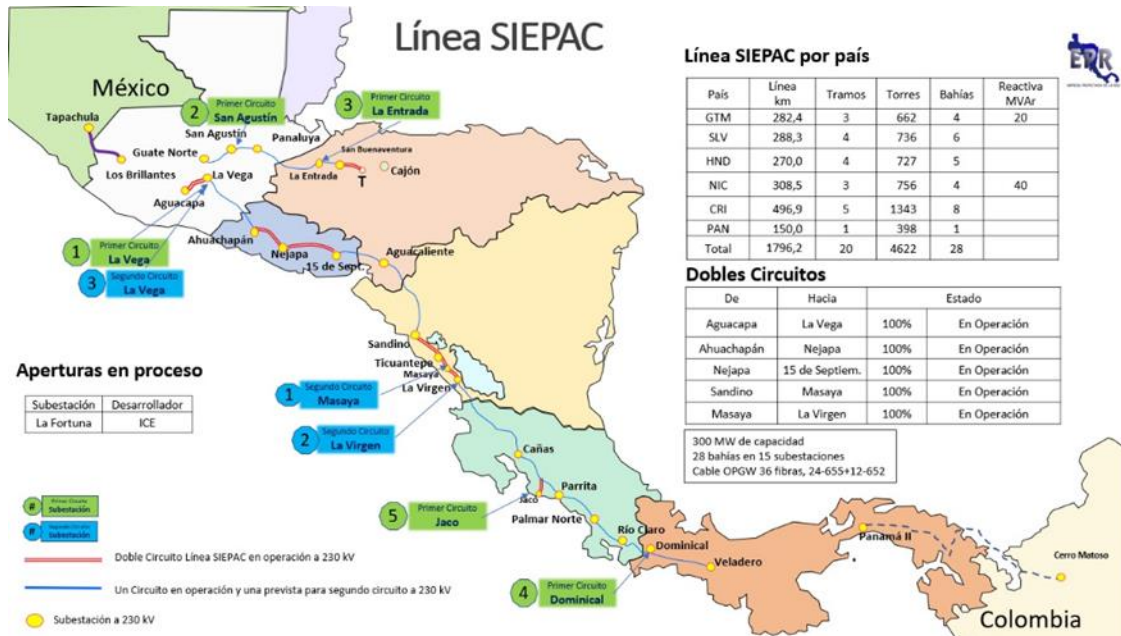 Línea SIEPAC
México
Tapachula
Los Brillantes
2
Primer Circuito
San Agustín
San Agustín
Panaluya
Guate Norte
La Vega
Aguacapa
3
Primer Circuito
La Entrada
San Buenaventura
La Entrada
T
Cajón
1
Primer Circuito
La Vega
3
Segundo Circuito
La Vega
Ahuachapán
Nejapa
15 de Sept.
Aguacaliente
Sandino
Ticuantepe
Masaya
La Virgen
1
Segundo Circuito
Masaya
2
Segundo Circuito
La Virgen
Cañas
Jaco
Parrita
5
Primer Circuito
Jaco
Palmar Norte
Río Claro
Dominical
Veladero
4
Primer Circuito
Dominical
Panamá II
Cerro Matoso
Colombia
EPR
Línea SIEPAC por país
País Línea km Tramos Torres Bahías Reactiva MVAr
GTM 282,4 3 662 4 20
SLV 288,3 4 736 6
HND 270,0 4 727 5
NIC 308,5 3 756 4 40
CRI 496,9 5 1343 8
PAN 150,0 1 398 1
Total 1796,2 20 4622 28
Dobles Circuitos
De Hacia Estado
Aguacapa La Vega 100% En Operación
Ahuachapán Nejapa 100% En Operación
Nejapa 15 de Septiem. 100% En Operación
Sandino Masaya 100% En Operación
Masaya La Virgen 100% En Operación
300 MW de capacidad
28 bahías en 15 subestaciones
Cable OPGW 36 fibras, 24-655+12-652
Aperturas en proceso
Subestación Desarrollador
La Fortuna ICE
#
Primer Circuito
Subestación
#
Segundo Circuito
Subestación
Doble Circuito Línea SIEPAC en operación a 230 kV
Un Circuito en operación y una prevista para segundo circuito a 230 kV
Subestación a 230 kV